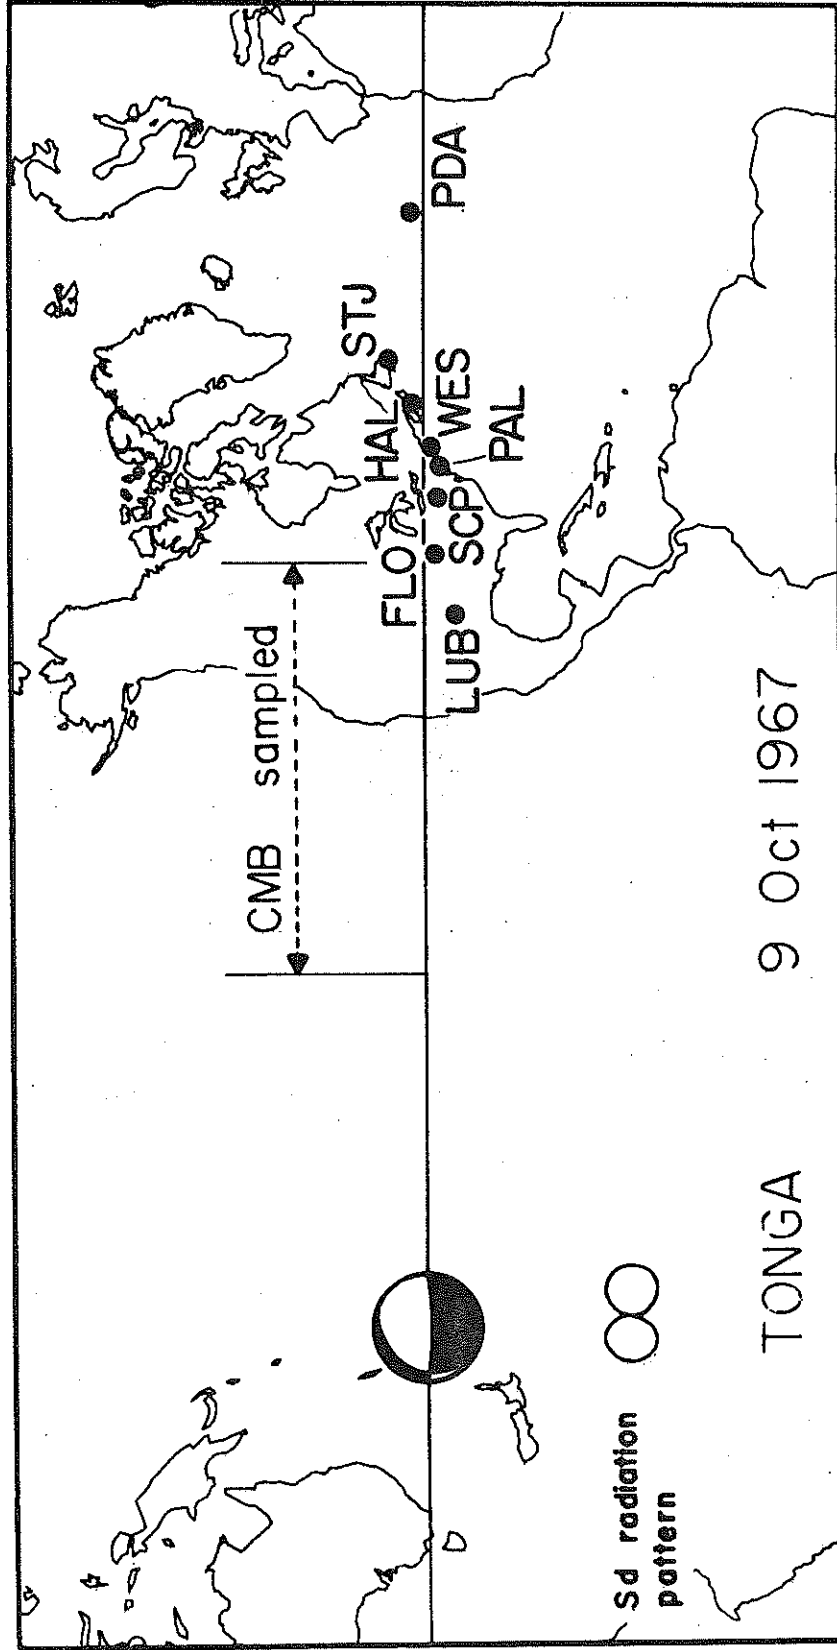 PDA
STJ
HAL
WES
PAL
FLO
SCP
LUB
CMB sampled
Sd radiation
pattern
TONGA 9 Oct 1967